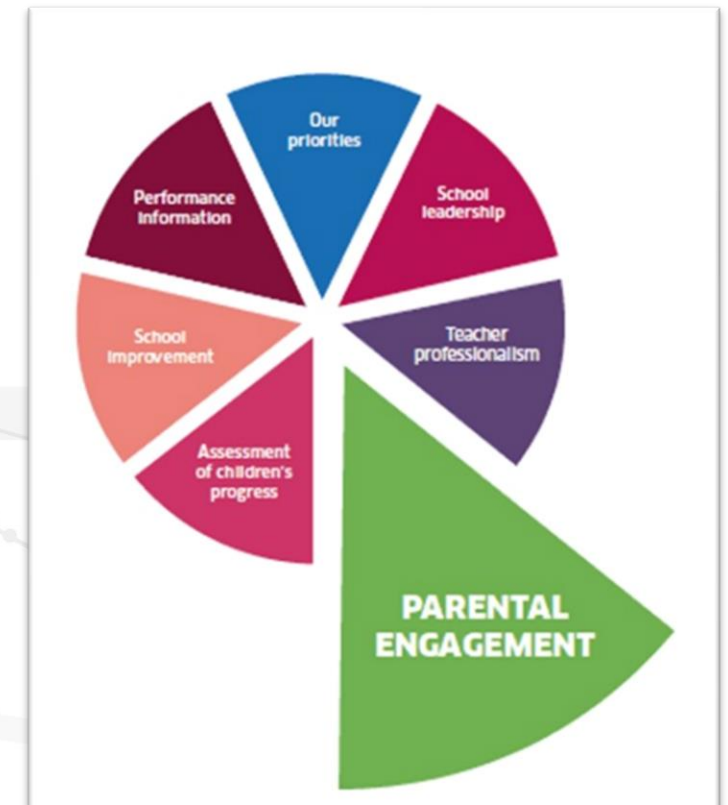 Our
priorities
School
leadership
Teacher
professionalism
PARENTAL
ENGAGEMENT
Assessment
of children's
progress
School
improvement
Performance
information